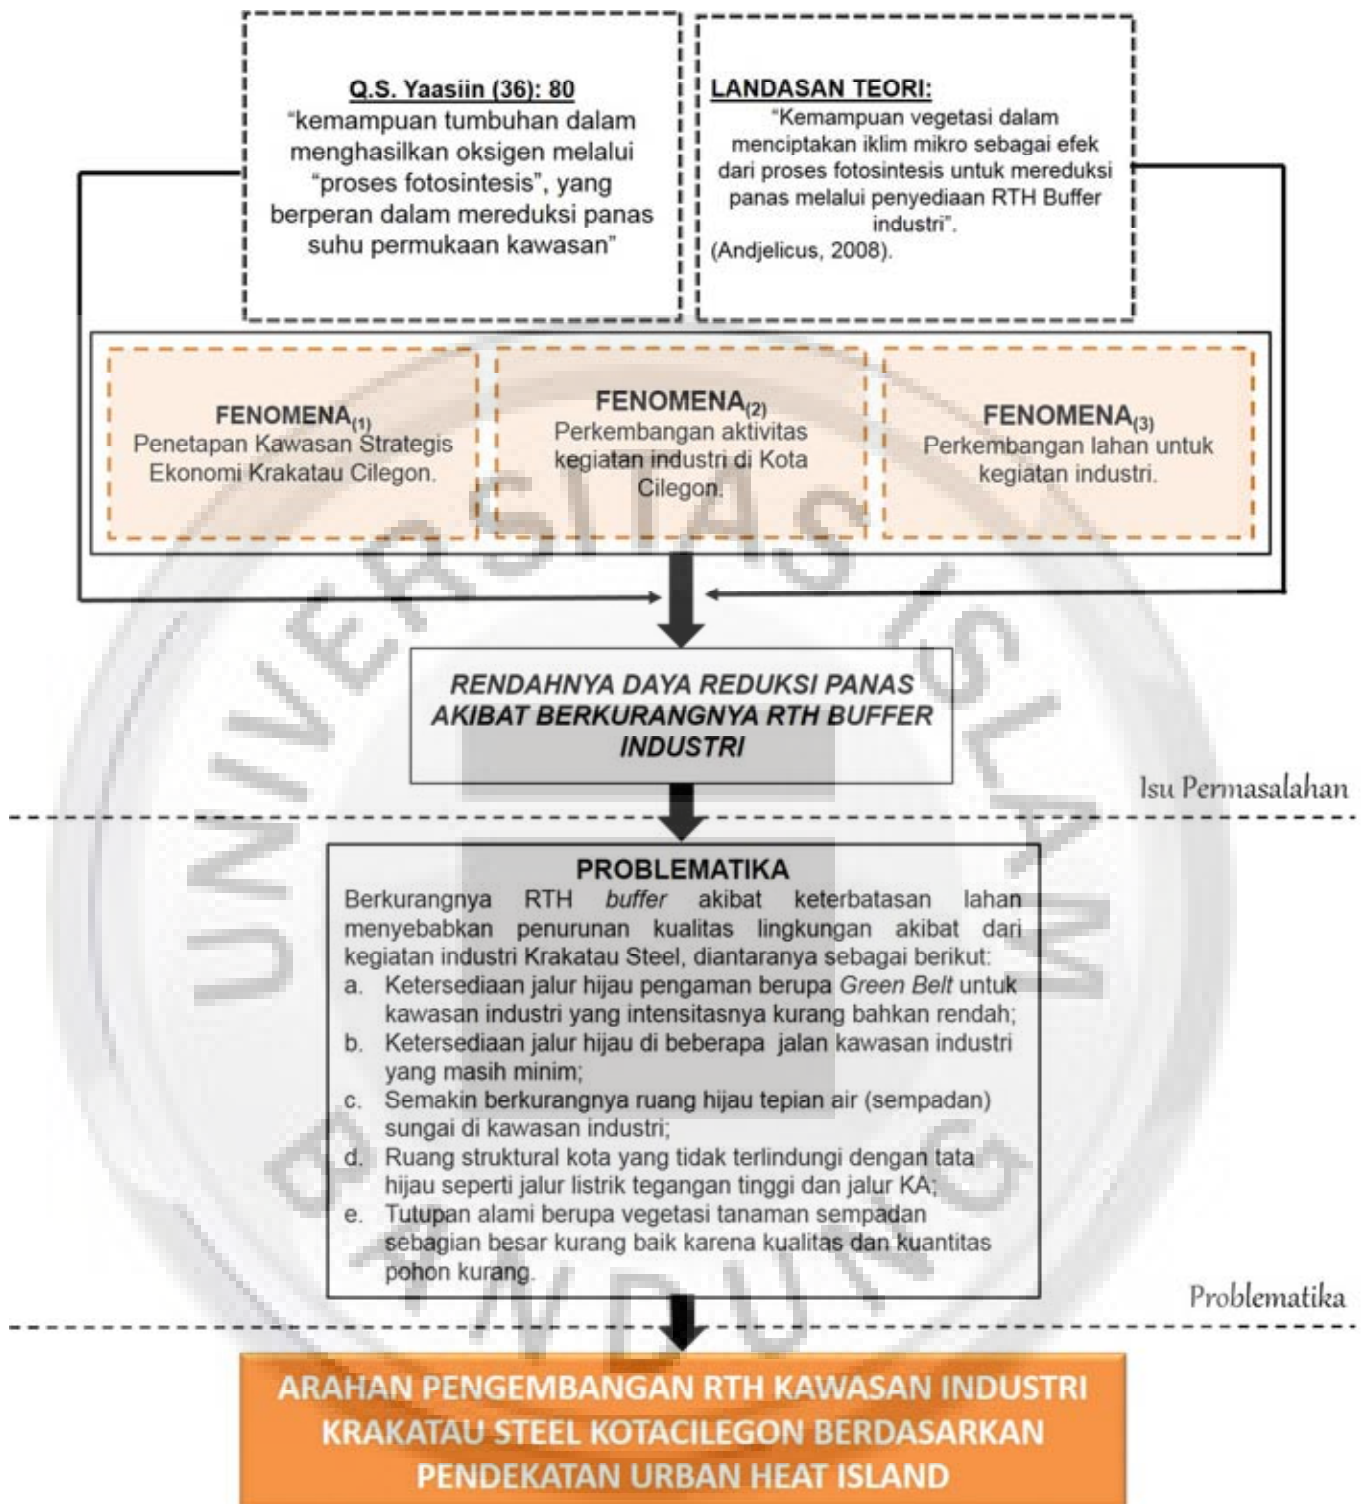 Q.S. Yaasiin (36): 80
“kemampuan tumbuhan dalam
menghasilkan oksigen melalui
“proses fotosintesis”, yang
berperan dalam mereduksi panas
suhu permukaan kawasan”
LANDASAN TEORI:
“Kemampuan vegetasi dalam
menciptakan iklim mikro sebagai efek
dari proses fotosintesis untuk mereduksi
panas melalui penyediaan RTH Buffer
industri”.
(Andjelicus, 2008).
FENOMENA(1)
Penetapan Kawasan Strategis
Ekonomi Krakatau Cilegon.
FENOMENA(2)
Perkembangan aktivitas
kegiatan industri di Kota
Cilegon.
FENOMENA(3)
Perkembangan lahan untuk
kegiatan industri.
RENDAHNYA DAYA REDUKSI PANAS
AKIBAT BERKURANGNYA RTH BUFFER
INDUSTRI
Isu Permasalahan
PROBLEMATIKA
Berkurangnya RTH buffer akibat keterbatasan lahan
menyebabkan penurunan kualitas lingkungan akibat dari
kegiatan industri Krakatau Steel, diantaranya sebagai berikut:
a. Ketersediaan jalur hijau pengaman berupa Green Belt untuk
kawasan industri yang intensitasnya kurang bahkan rendah;
b. Ketersediaan jalur hijau di beberapa jalan kawasan industri
yang masih minim;
c. Semakin berkurangnya ruang hijau tepian air (sempadan)
sungai di kawasan industri;
d. Ruang struktural kota yang tidak terlindungi dengan tata
hijau seperti jalur listrik tegangan tinggi dan jalur KA;
e. Tutupan alami berupa vegetasi tanaman sempadan
sebagian besar kurang baik karena kualitas dan kuantitas
pohon kurang.
Problematika
ARAHAN PENGEMBANGAN RTH KAWASAN INDUSTRI
KRAKATAU STEEL KOTACILEGON BERDASARKAN
PENDEKATAN URBAN HEAT ISLAND
UNIVERSITAS ISLAM
BANDUNG